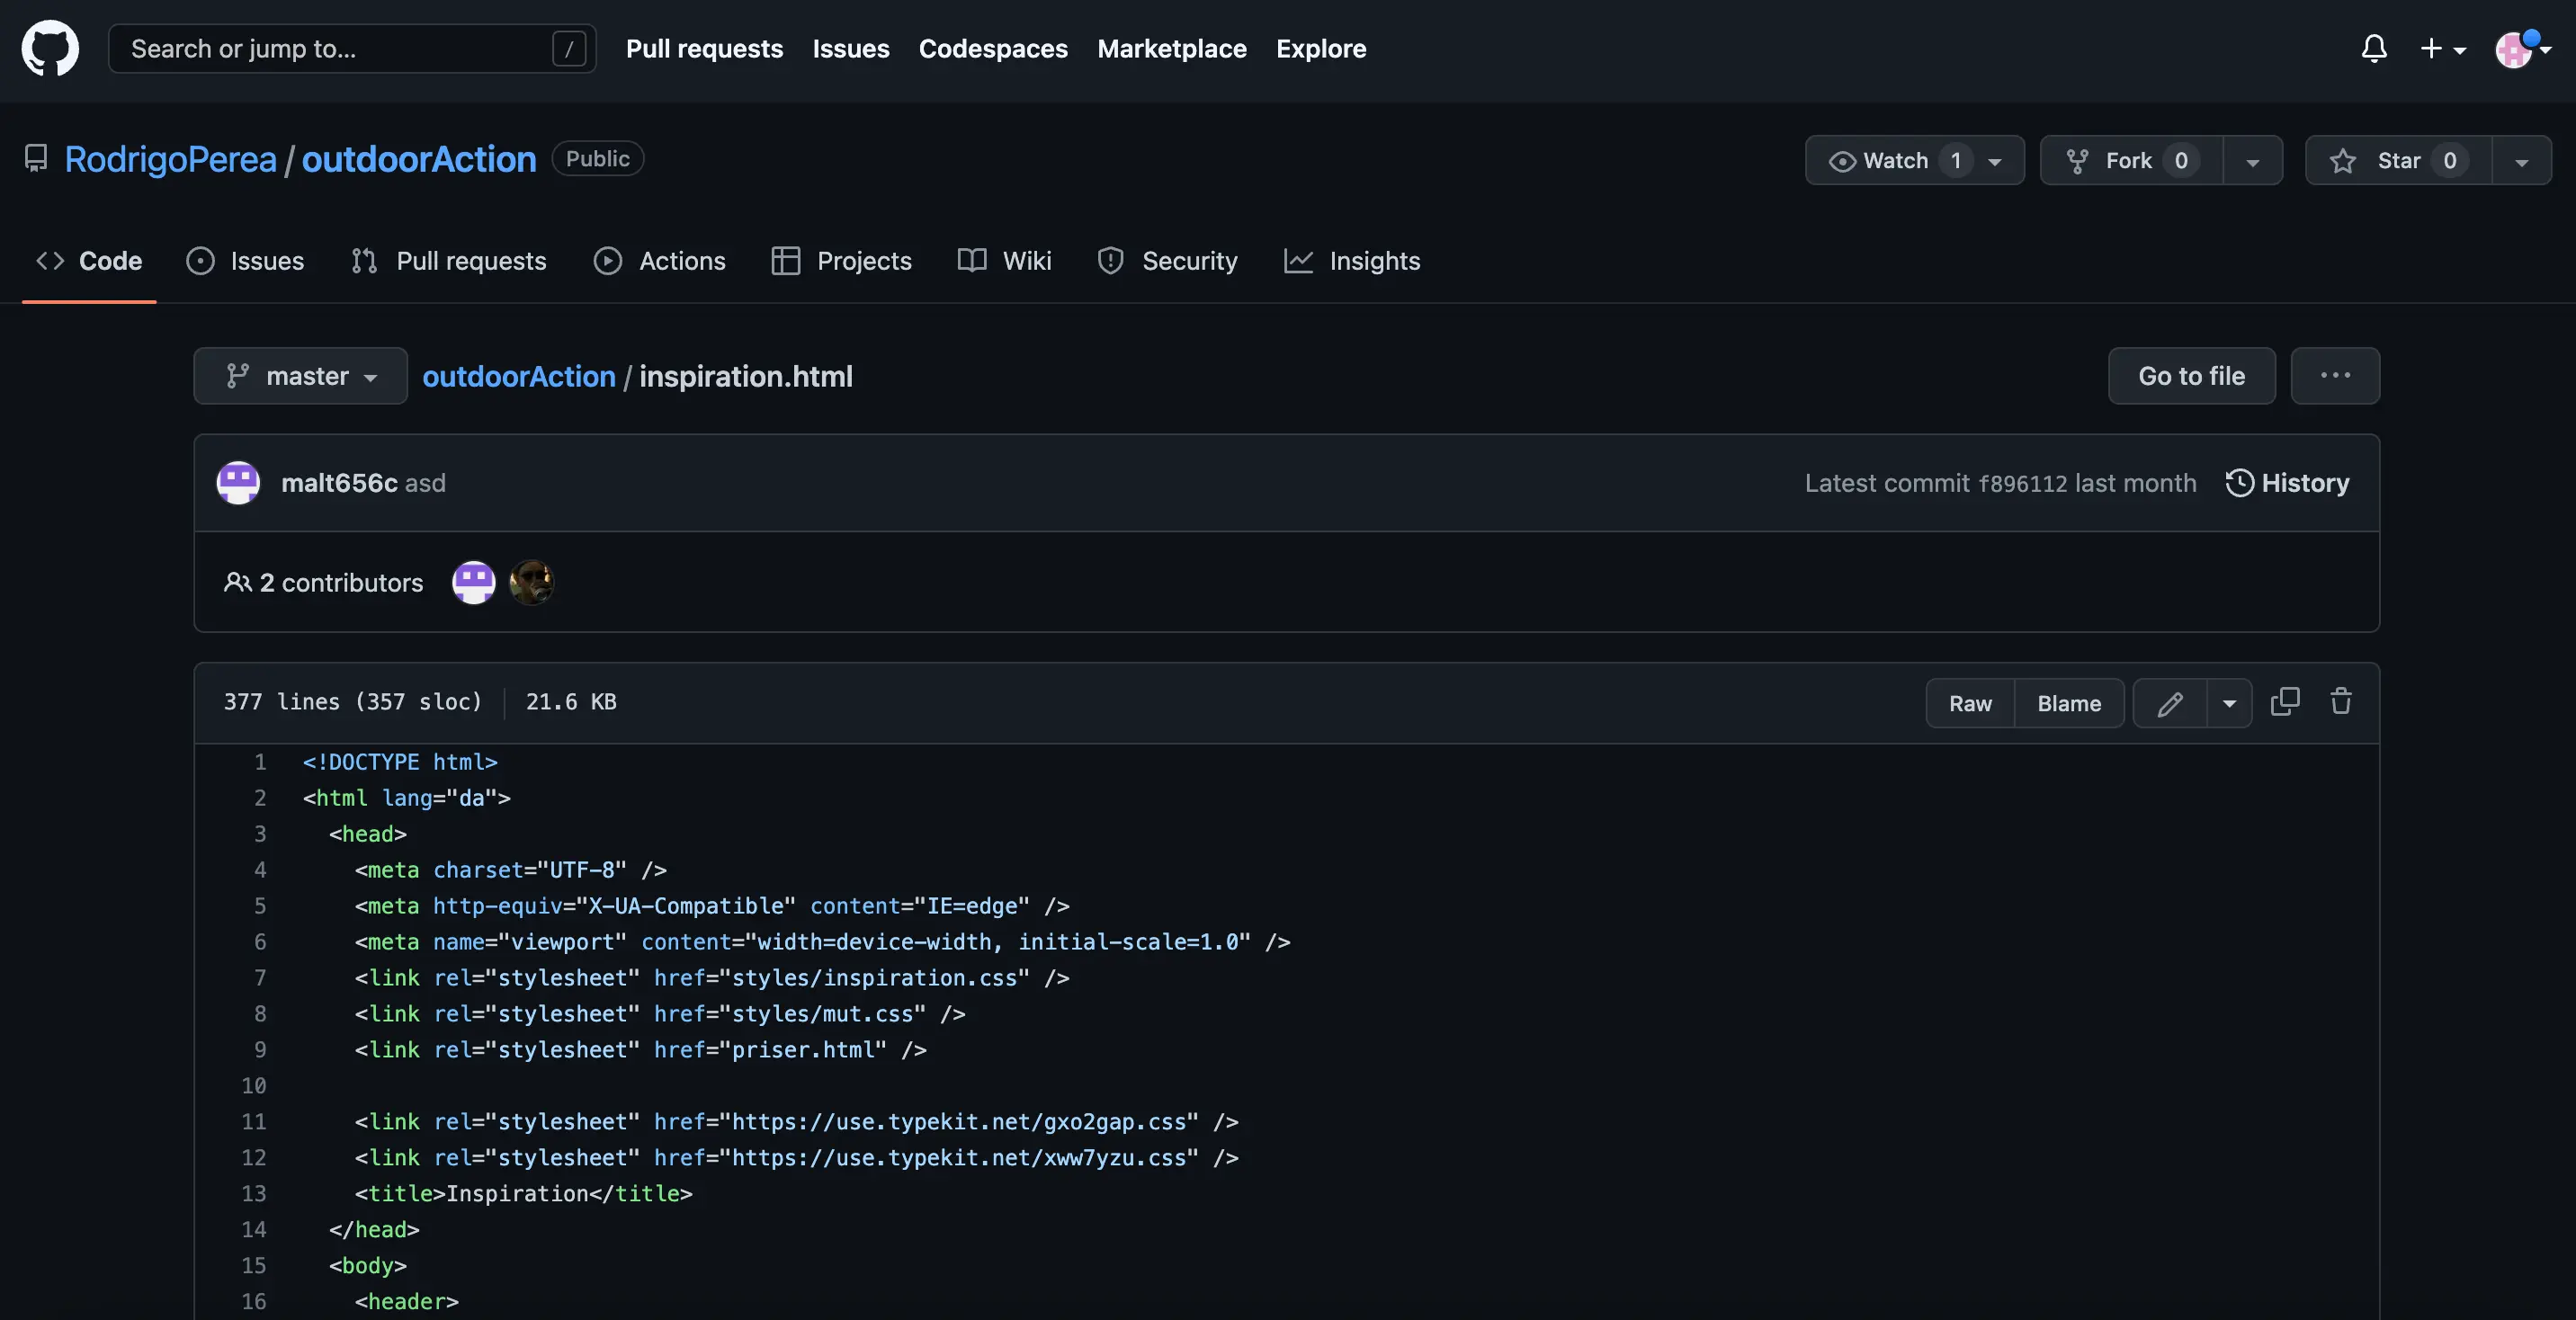 Search or jump to... / Pull requests Issues Codespaces Marketplace Explore
RodrigoPerea / outdoorAction Public Watch 1 Fork 0 Star 0
Code Issues Pull requests Actions Projects Wiki Security Insights
master outdoorAction / inspiration.html Go to file ...
malt656c asd Latest commit f896112 last month History
2 contributors
377 lines (357 sloc) 21.6 KB Raw Blame
1 <!DOCTYPE html>
2 <html lang="da">
3 <head>
4 <meta charset="UTF-8" />
5 <meta http-equiv="X-UA-Compatible" content="IE=edge" />
6 <meta name="viewport" content="width=device-width, initial-scale=1.0" />
7 <link rel="stylesheet" href="styles/inspiration.css" />
8 <link rel="stylesheet" href="styles/mut.css" />
9 <link rel="stylesheet" href="priser.html" />
10
11 <link rel="stylesheet" href="https://use.typekit.net/gxo2gap.css" />
12 <link rel="stylesheet" href="https://use.typekit.net/xww7yzu.css" />
13 <title>Inspiration</title>
14 </head>
15 <body>
16 <header>